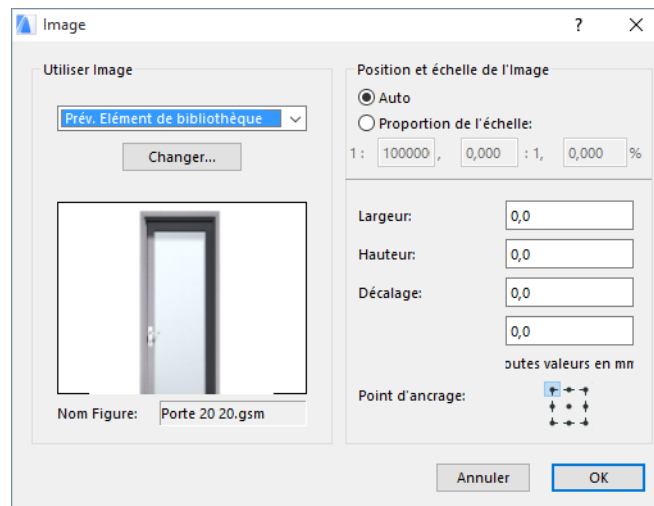 Image
?
Utiliser Image
Prév. Elément de bibliothèque
Changer...
Nom Figure: Porte 20 20.gsm
Position et échelle de l'Image
Auto
Proportion de l'échelle:
1 : 100000 , 0,000 : 1, 0,000 %
Largeur: 0,0
Hauteur: 0,0
Décalage: 0,0
0,0
outes valeurs en mm
Point d'ancrage:
Annuler OK